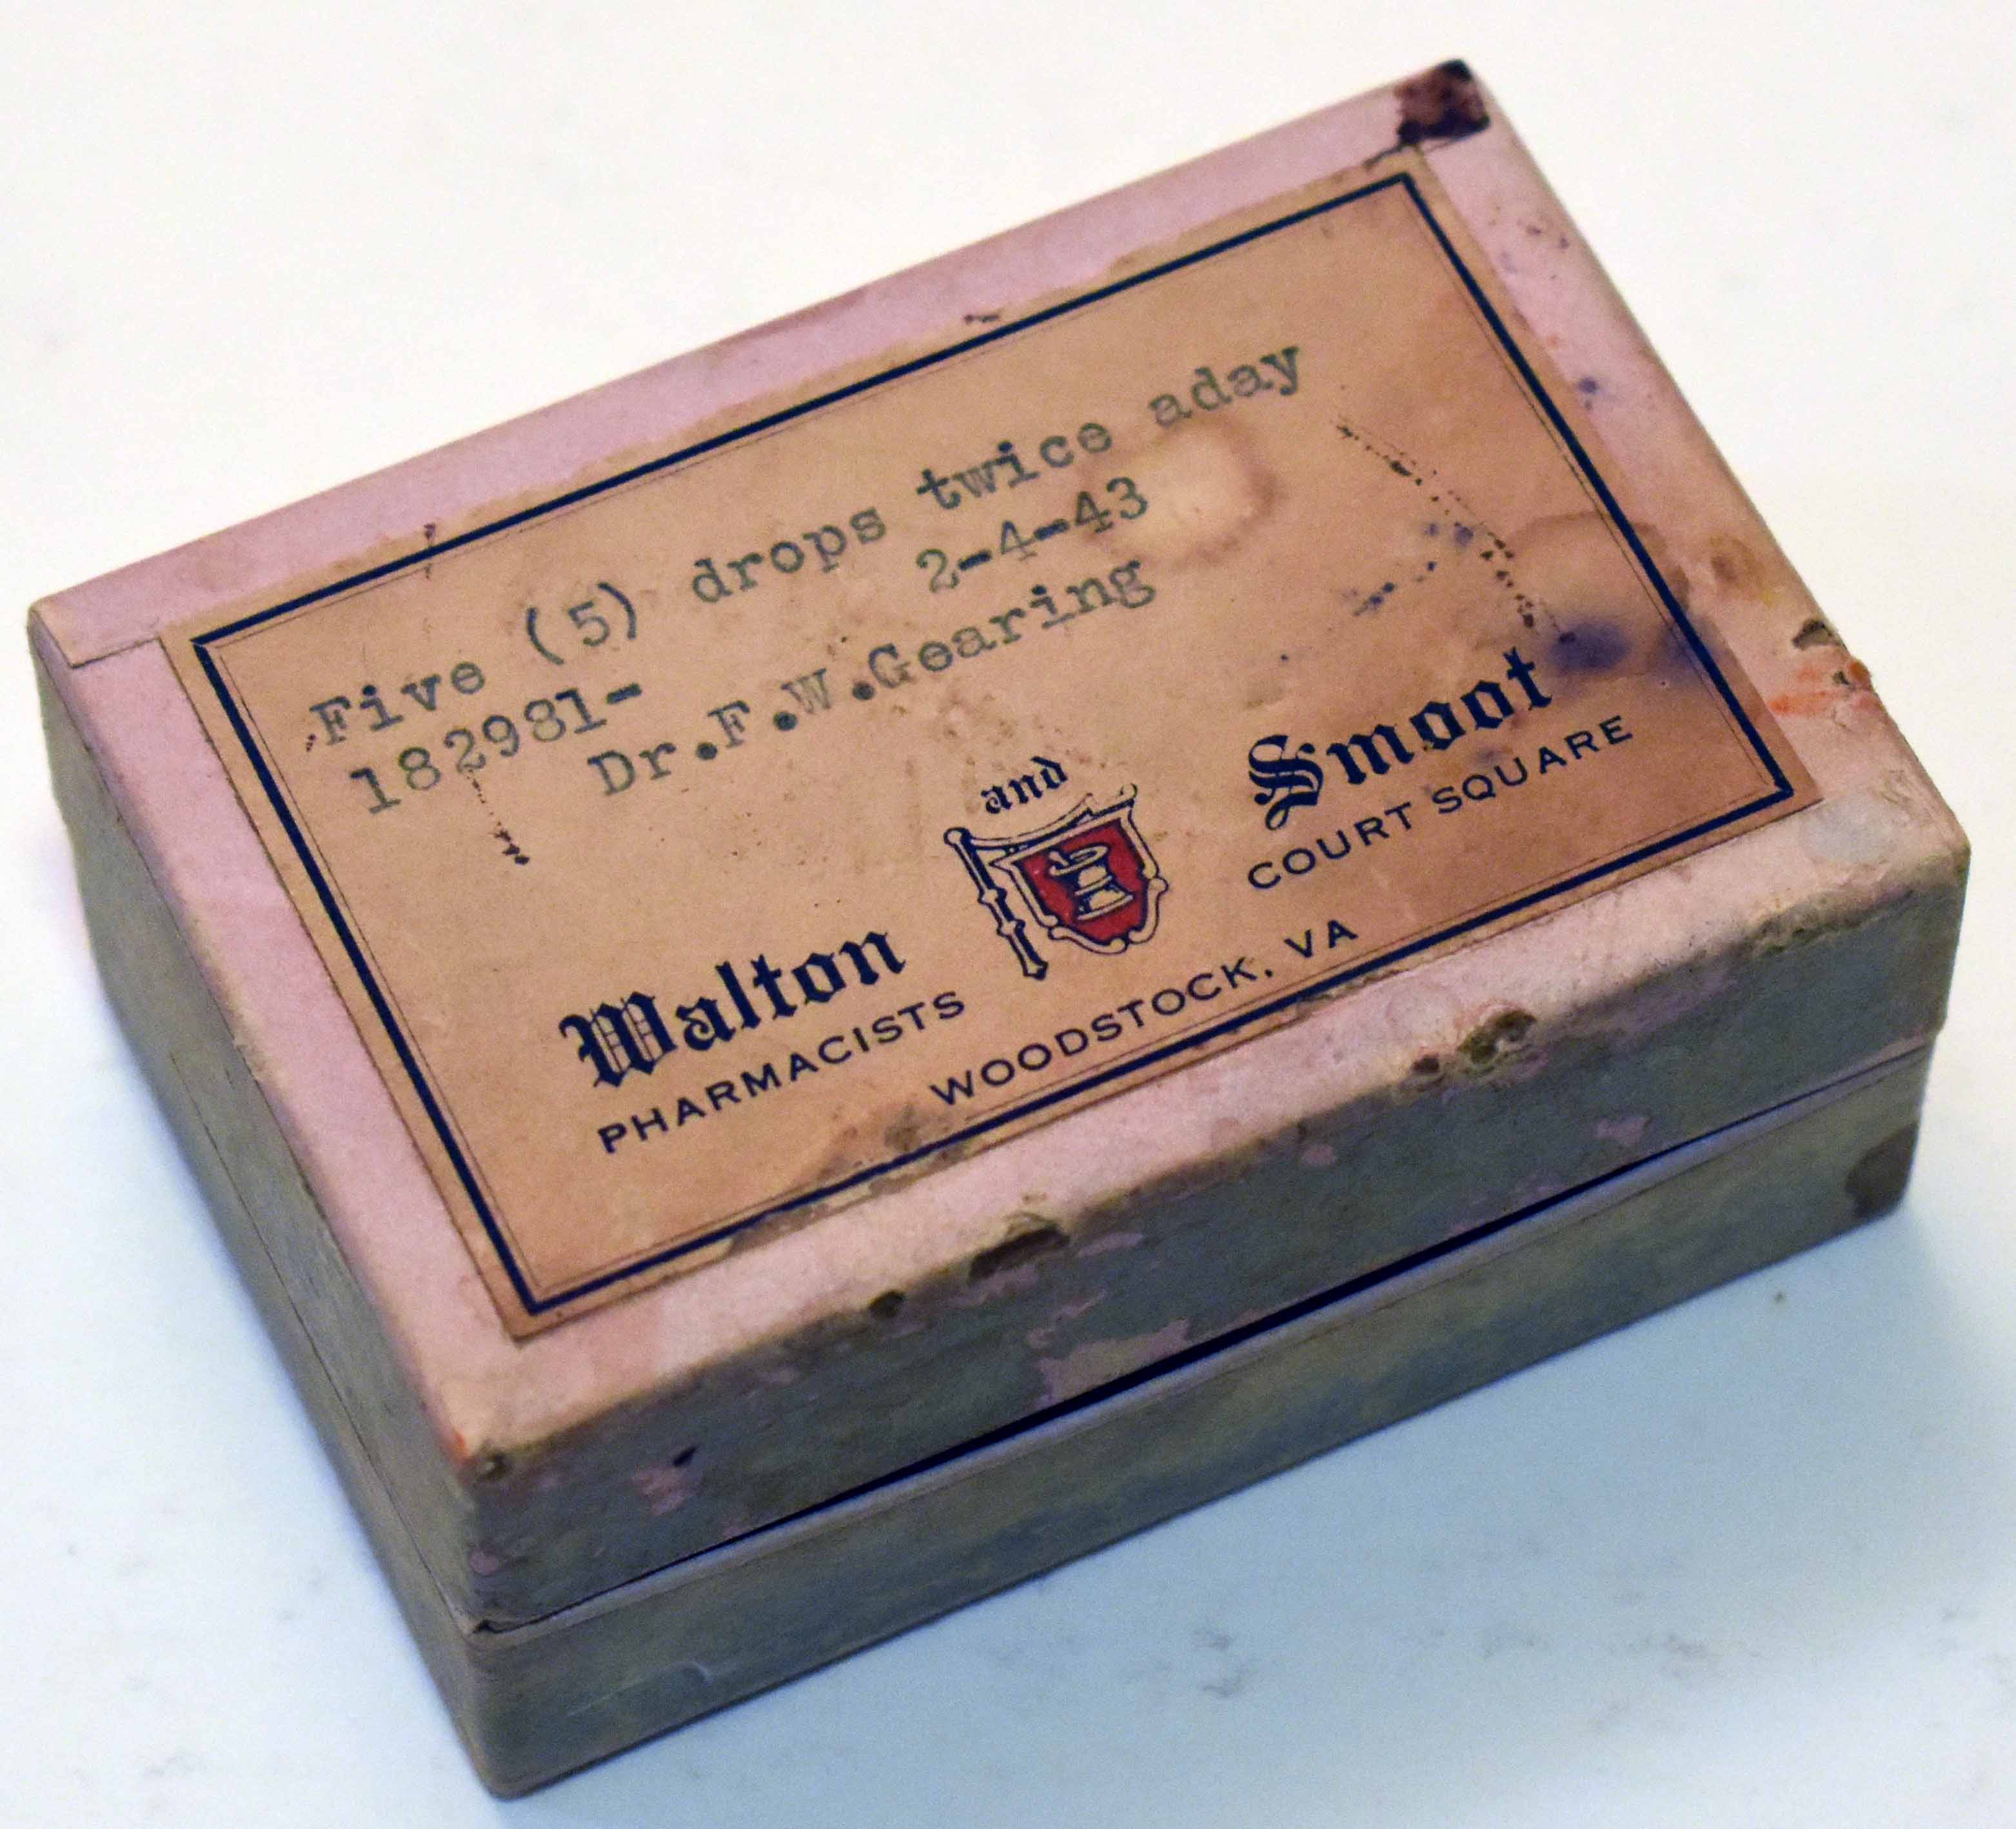 Five (5) drops twice aday
182981- 2-4-43
Dr.F.W.Gearing
Walton and Smoot
PHARMACISTS COURT SQUARE
WOODSTOCK, VA